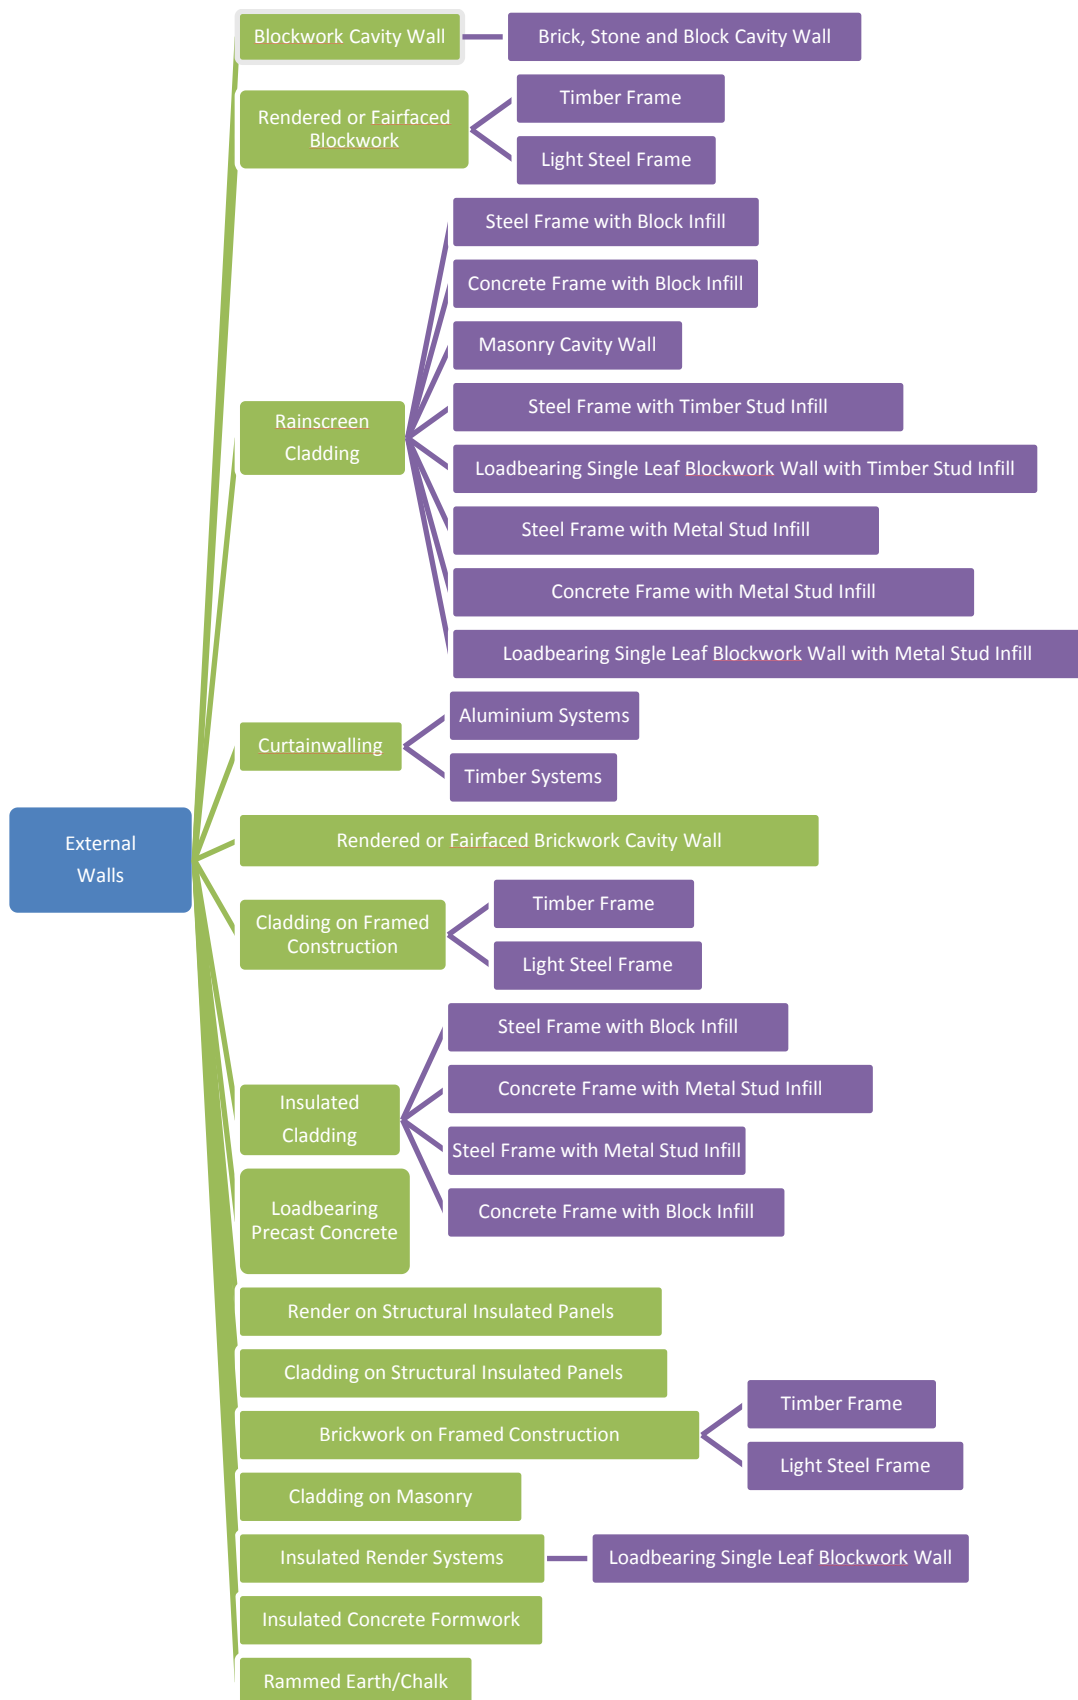 Blockwork Cavity Wall
Brick, Stone and Block Cavity Wall
Rendered or Fairfaced
Blockwork
Timber Frame
Light Steel Frame
Rainscreen
Cladding
Steel Frame with Block Infill
Concrete Frame with Block Infill
Masonry Cavity Wall
Steel Frame with Timber Stud Infill
Loadbearing Single Leaf Blockwork Wall with Timber Stud Infill
Steel Frame with Metal Stud Infill
Concrete Frame with Metal Stud Infill
Loadbearing Single Leaf Blockwork Wall with Metal Stud Infill
Curtainwalling
Aluminium Systems
Timber Systems
External
Walls
Rendered or Fairfaced Brickwork Cavity Wall
Cladding on Framed
Construction
Timber Frame
Light Steel Frame
Insulated
Cladding
Steel Frame with Block Infill
Concrete Frame with Metal Stud Infill
Steel Frame with Metal Stud Infill
Concrete Frame with Block Infill
Loadbearing
Precast Concrete
Render on Structural Insulated Panels
Cladding on Structural Insulated Panels
Brickwork on Framed Construction
Timber Frame
Light Steel Frame
Cladding on Masonry
Insulated Render Systems
Loadbearing Single Leaf Blockwork Wall
Insulated Concrete Formwork
Rammed Earth/Chalk